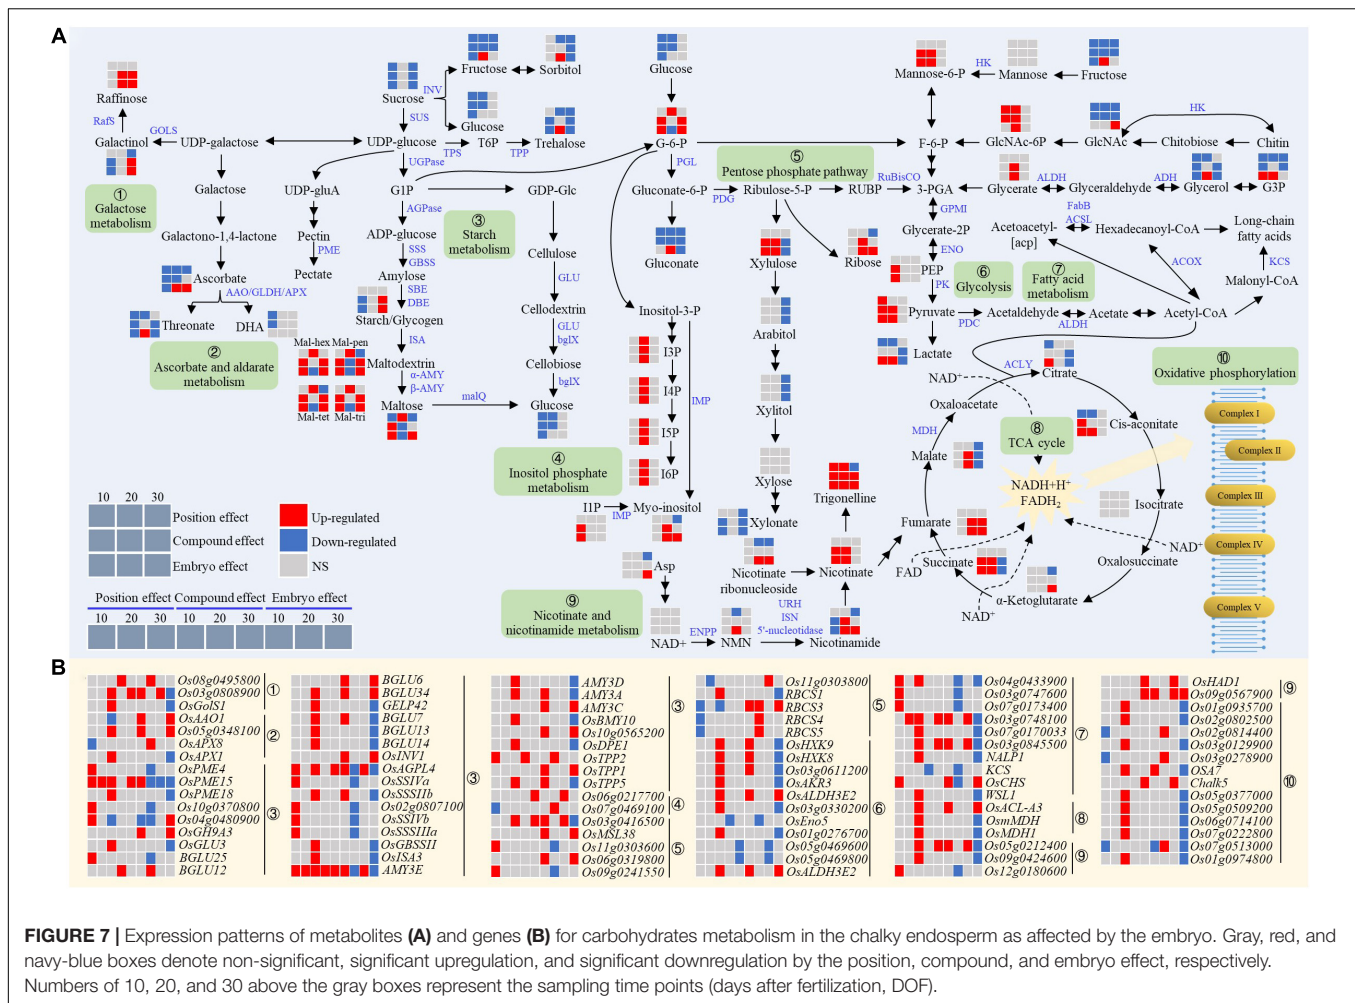 A
Raffinose
RafS
Galactinol
GOLS
UDP-galactose
UDP-glucose
Sucrose
INV
SUS
Fructose
Sorbitol
Glucose
T6P
TPS
TPP
Trehalose
Glucose
G-6-P
PGL
UGPase
G1P
AGPase
ADP-glucose
SSS
GBSS
Amylose
SBE
DBE
Starch/Glycogen
ISA
Maltodextrin
α-AMY
β-AMY
Maltose
malQ
Glucose
GDP-Glc
Cellulose
GLU
Cellodextrin
GLU
bglX
Cellobiose
bglX
① Galactose metabolism
Galactose
Galactono-1,4-lactone
Ascorbate
AAO/GLDH/APX
Threonate
DHA
② Ascorbate and aldarate metabolism
UDP-gluA
Pectin
PME
Pectate
Mal-hex
Mal-pen
Mal-tet
Mal-tri
③ Starch metabolism
④ Inositol phosphate metabolism
Gluconate-6-P
Gluconate
PDG
Ribulose-5-P
RUBP
RuBisCO
3-PGA
⑤ Pentose phosphate pathway
Inositol-3-P
I3P
I4P
I5P
I6P
IMP
I1P
IMP
Myo-inositol
Xylulose
Ribose
Arabitol
Xylitol
Xylose
Xylonate
Mannose-6-P
HK
Mannose
Fructose
F-6-P
GlcNAc-6P
GlcNAc
Chitobiose
Chitin
HK
Glycerate
ALDH
Glyceraldehyde
ADH
Glycerol
G3P
GPMI
Glycerate-2P
ENO
PEP
PK
Pyruvate
Lactate
PDC
Acetaldehyde
ALDH
Acetate
Acetyl-CoA
⑥ Glycolysis
⑦ Fatty acid metabolism
Acetoacetyl-[acp]
FabB
ACSL
Hexadecanoyl-CoA
Long-chain fatty acids
ACOX
KCS
Malonyl-CoA
ACLY
Citrate
Cis-aconitate
Isocitrate
Oxalosuccinate
α-Ketoglutarate
Succinate
Fumarate
Malate
MDH
Oxaloacetate
NAD⁺
NAD⁺
NAD⁺
FAD
⑧ TCA cycle
NADH+H⁺
FADH₂
⑩ Oxidative phosphorylation
Complex I
Complex II
Complex III
Complex IV
Complex V
Asp
NAD+
ENPP
NMN
URH
ISN
5'-nucleotidase
Nicotinamide
Nicotinate
Nicotinate ribonucleoside
Trigonelline
⑨ Nicotinate and nicotinamide metabolism
10 20 30
Position effect
Compound effect
Embryo effect
Up-regulated
Down-regulated
NS
Position effect Compound effect Embryo effect
10 20 30 10 20 30 10 20 30
B
Os08g0495800
Os03g0808900
OsGolS1
①
OsAAO1
Os05g0348100
OsAPX8
OsAPX1
②
OsPME4
OsPME15
OsPME18
Os10g0370800
Os04g0480900
OsGH9A3
OsGLU3
BGLU25
BGLU12
③
BGLU6
BGLU34
GELP42
BGLU7
BGLU13
BGLU14
OsINV1
OsAGPL4
OsSSIVa
OsSSSIIb
Os02g0807100
OsSSIVb
OsSSSIIIa
OsGBSSII
OsISA3
AMY3E
③
AMY3D
AMY3A
AMY3C
OsBMY10
Os10g0565200
OsDPE1
OsTPP2
OsTPP1
OsTPP5
③
Os06g0217700
Os07g0469100
④
Os03g0416500
OsMSL38
Os11g0303600
Os06g0319800
Os09g0241550
⑤
Os11g0303800
RBCS1
RBCS3
RBCS4
RBCS5
⑤
OsHXK9
OsHXK8
Os03g0611200
OsAKR3
OsALDH3E2
Os03g0330200
OsEno5
Os01g0276700
Os05g0469600
Os05g0469800
OsALDH3E2
⑥
Os04g0433900
Os03g0747600
Os07g0173400
Os03g0748100
Os07g0170033
Os03g0845500
NALP1
KCS
OsCHS
WSL1
⑦
OsACL-A3
OsmMDH
OsMDH1
⑧
Os05g0212400
Os09g0424600
Os12g0180600
⑨
OsHAD1
Os09g0567900
⑨
Os01g0935700
Os02g0802500
Os02g0814400
Os03g0129900
Os03g0278900
OSA7
Chalk5
Os05g0377000
Os05g0509200
Os06g0714100
Os07g0222800
Os07g0513000
Os01g0974800
⑩
FIGURE 7 | Expression patterns of metabolites (A) and genes (B) for carbohydrates metabolism in the chalky endosperm as affected by the embryo. Gray, red, and
navy-blue boxes denote non-significant, significant upregulation, and significant downregulation by the position, compound, and embryo effect, respectively.
Numbers of 10, 20, and 30 above the gray boxes represent the sampling time points (days after fertilization, DOF).